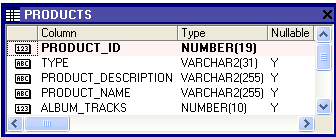 PRODUCTS
Column Type Nullable
123 PRODUCT_ID NUMBER(19)
ABC TYPE VARCHAR2(31) Y
ABC PRODUCT_DESCRIPTION VARCHAR2(255) Y
ABC PRODUCT_NAME VARCHAR2(255) Y
123 ALBUM_TRACKS NUMBER(10) Y